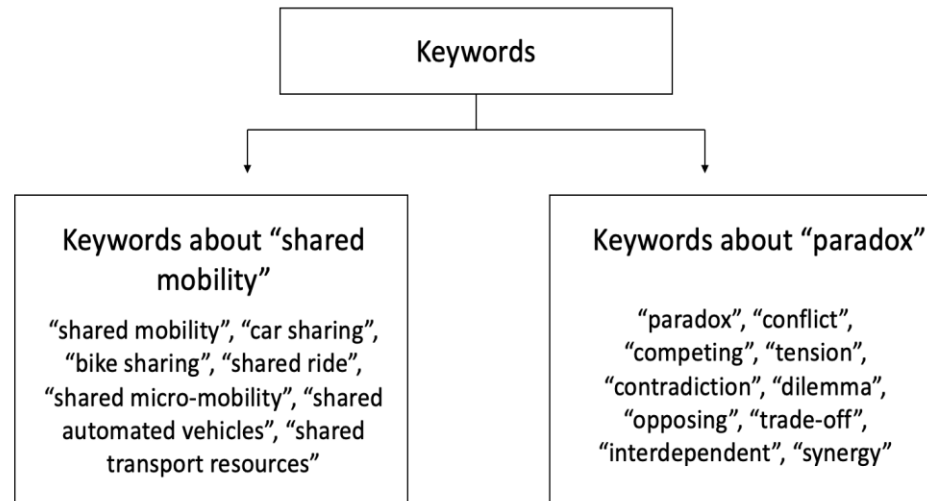 Keywords
Keywords about “shared
mobility”
“shared mobility”, “car sharing”,
“bike sharing”, “shared ride”,
“shared micro-mobility”, “shared
automated vehicles”, “shared
transport resources”
Keywords about “paradox”
“paradox”, “conflict”,
“competing”, “tension”,
“contradiction”, “dilemma”,
“opposing”, “trade-off”,
“interdependent”, “synergy”